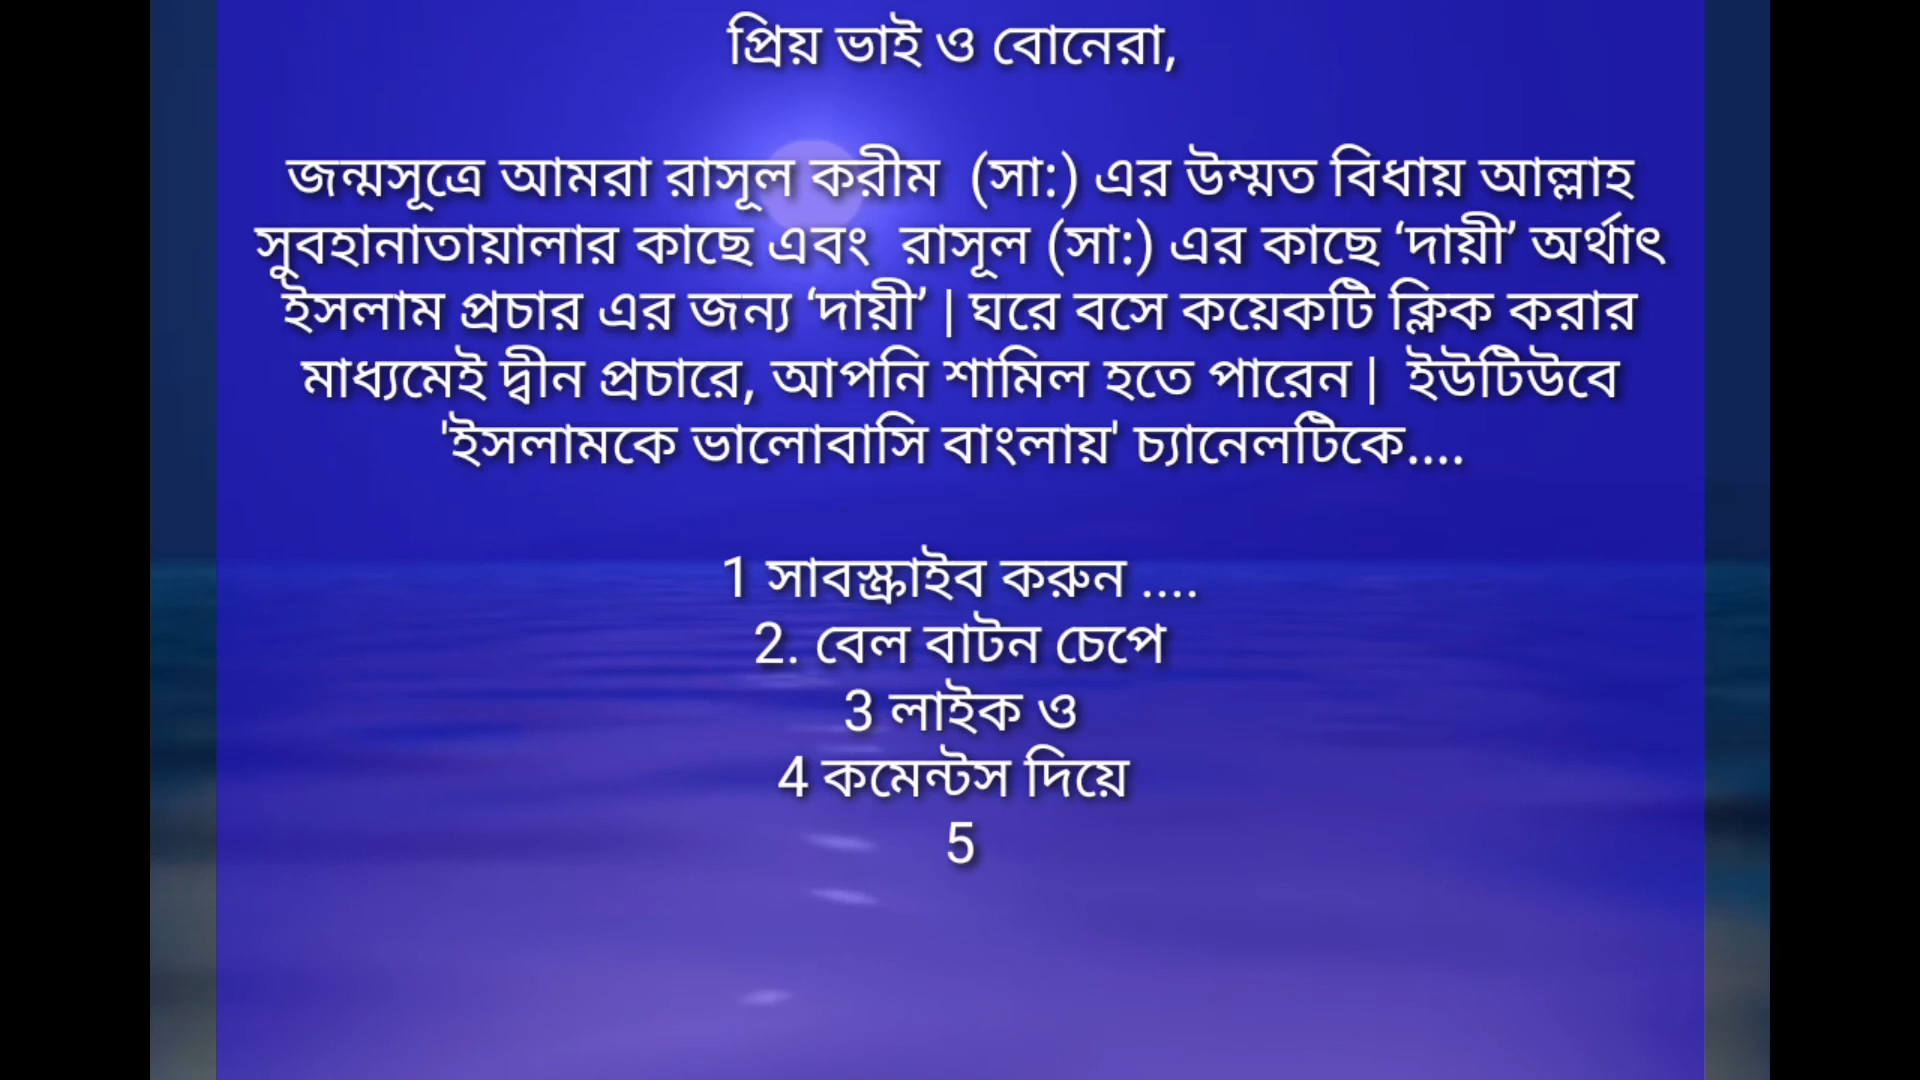 প্রিয় ভাই ও বোনেরা,
জন্মসূত্রে আমরা রাসূল করীম (সা:) এর উম্মত বিধায় আল্লাহ
সুবহানাতায়ালার কাছে এবং রাসূল (সা:) এর কাছে ‘দায়ী’ অর্থাৎ
ইসলাম প্রচার এর জন্য ‘দায়ী’ | ঘরে বসে কয়েকটি ক্লিক করার
মাধ্যমেই দ্বীন প্রচারে, আপনি শামিল হতে পারেন | ইউটিউবে
'ইসলামকে ভালোবাসি বাংলায়' চ্যানেলটিকে....
1 সাবস্ক্রাইব করুন ....
2. বেল বাটন চেপে
3 লাইক ও
4 কমেন্টস দিয়ে
5